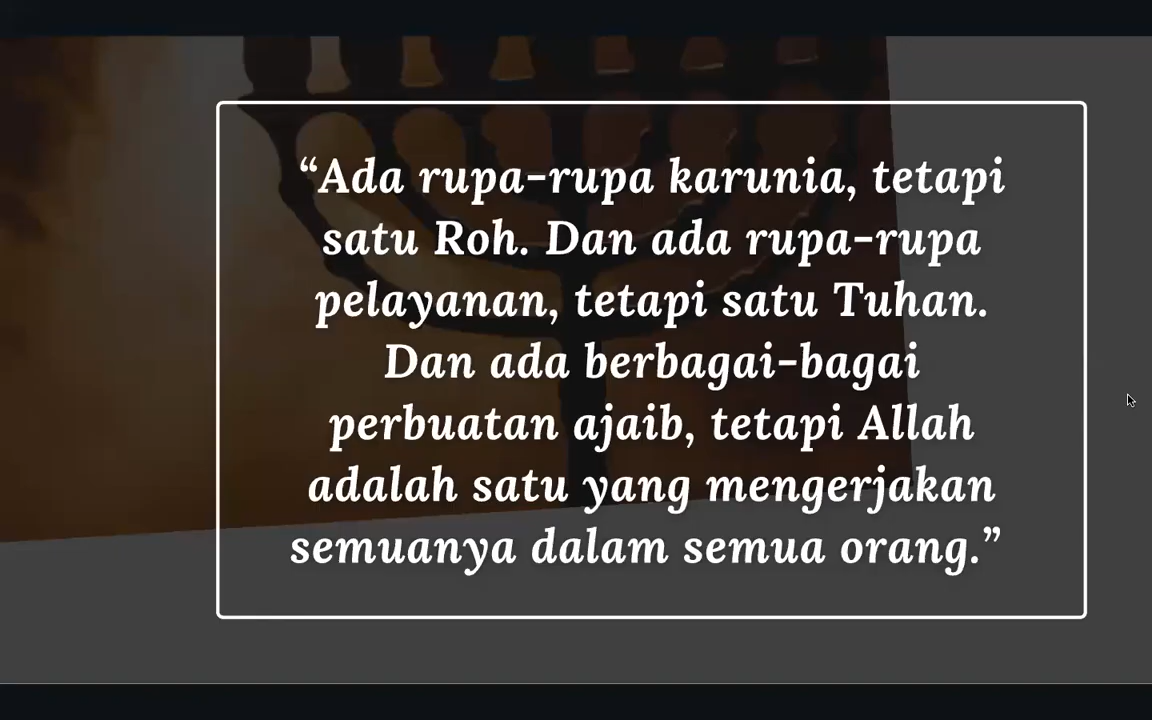 “Ada rupa-rupa karunia, tetapi
satu Roh. Dan ada rupa-rupa
pelayanan, tetapi satu Tuhan.
Dan ada berbagai-bagai
perbuatan ajaib, tetapi Allah
adalah satu yang mengerjakan
semuanya dalam semua orang.”